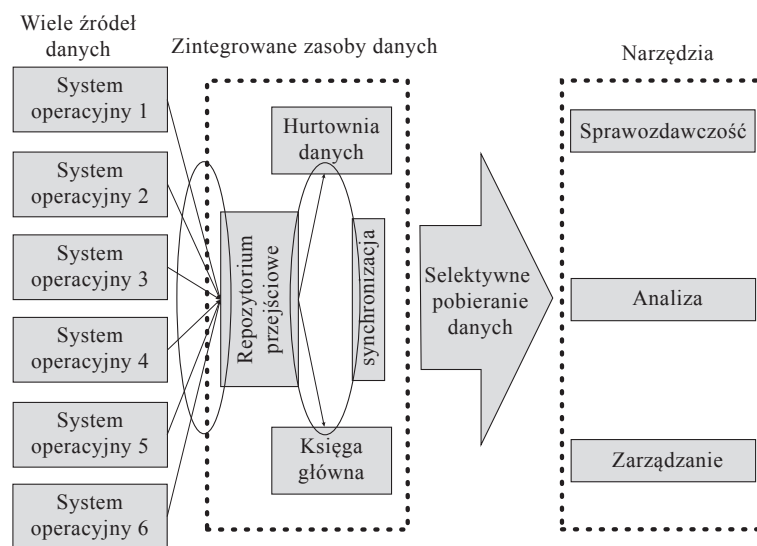 Wiele źródeł
danych
System
operacyjny 1
System
operacyjny 2
System
operacyjny 3
System
operacyjny 4
System
operacyjny 5
System
operacyjny 6
Zintegrowane zasoby danych
Hurtownia
danych
Repozytorium
przejściowe
synchronizacja
Księga
główna
Selektywne
pobieranie
danych
Narzędzia
Sprawozdawczość
Analiza
Zarządzanie